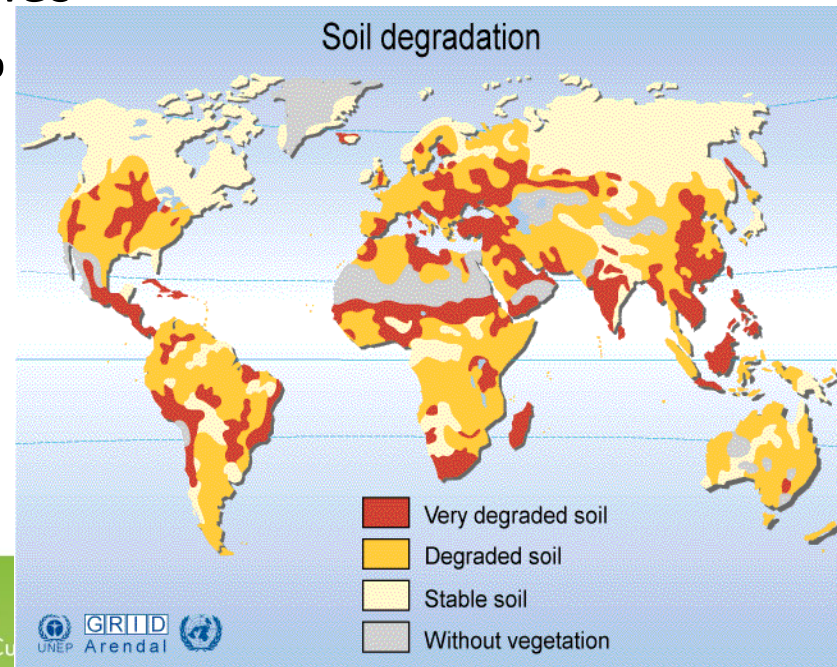 Soil degradation
Very degraded soil
Degraded soil
Stable soil
Without vegetation
UNEP
GRID
Arendal